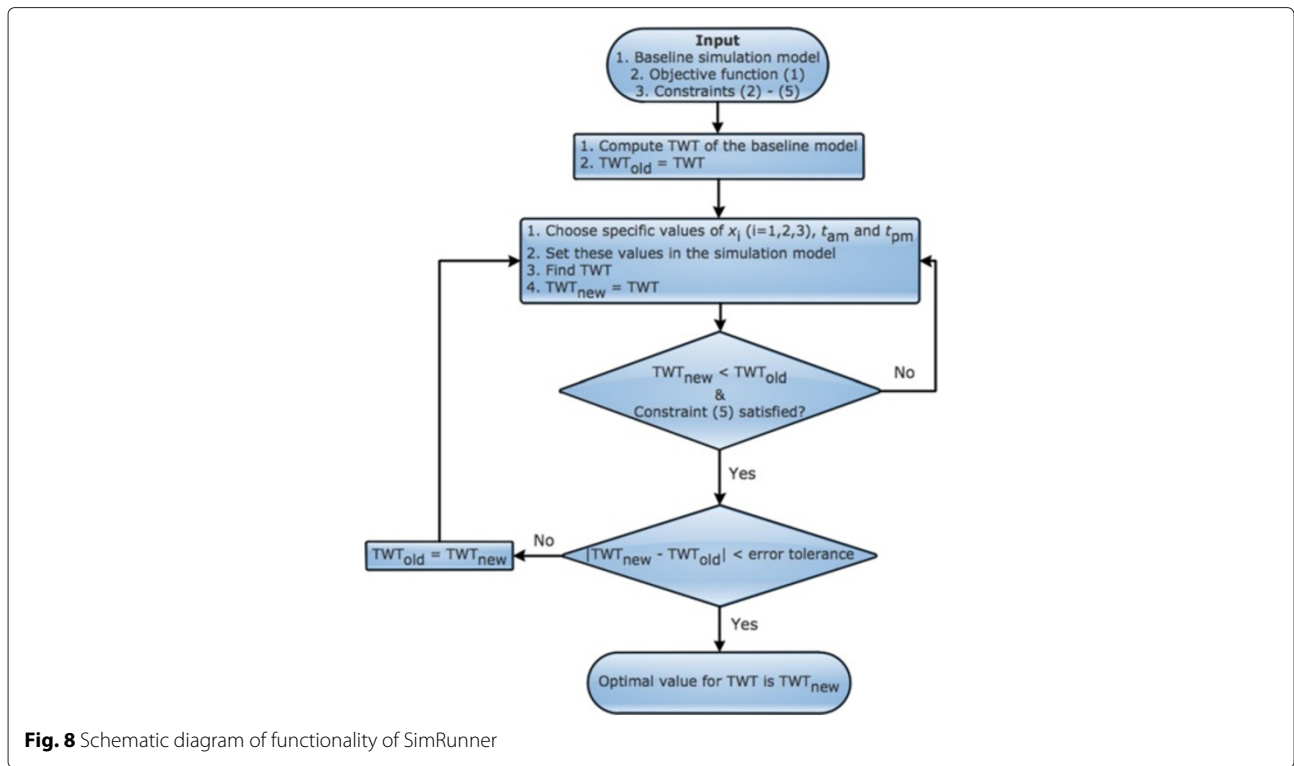 Input
1. Baseline simulation model
2. Objective function (1)
3. Constraints (2) - (5)
1. Compute TWT of the baseline model
2. TWTold = TWT
1. Choose specific values of xi (i=1,2,3), tam and tpm
2. Set these values in the simulation model
3. Find TWT
4. TWTnew = TWT
TWTnew < TWTold
&
Constraint (5) satisfied?
No
Yes
|TWTnew - TWTold| < error tolerance
No
TWTold = TWTnew
Yes
Optimal value for TWT is TWTnew
Fig. 8 Schematic diagram of functionality of SimRunner